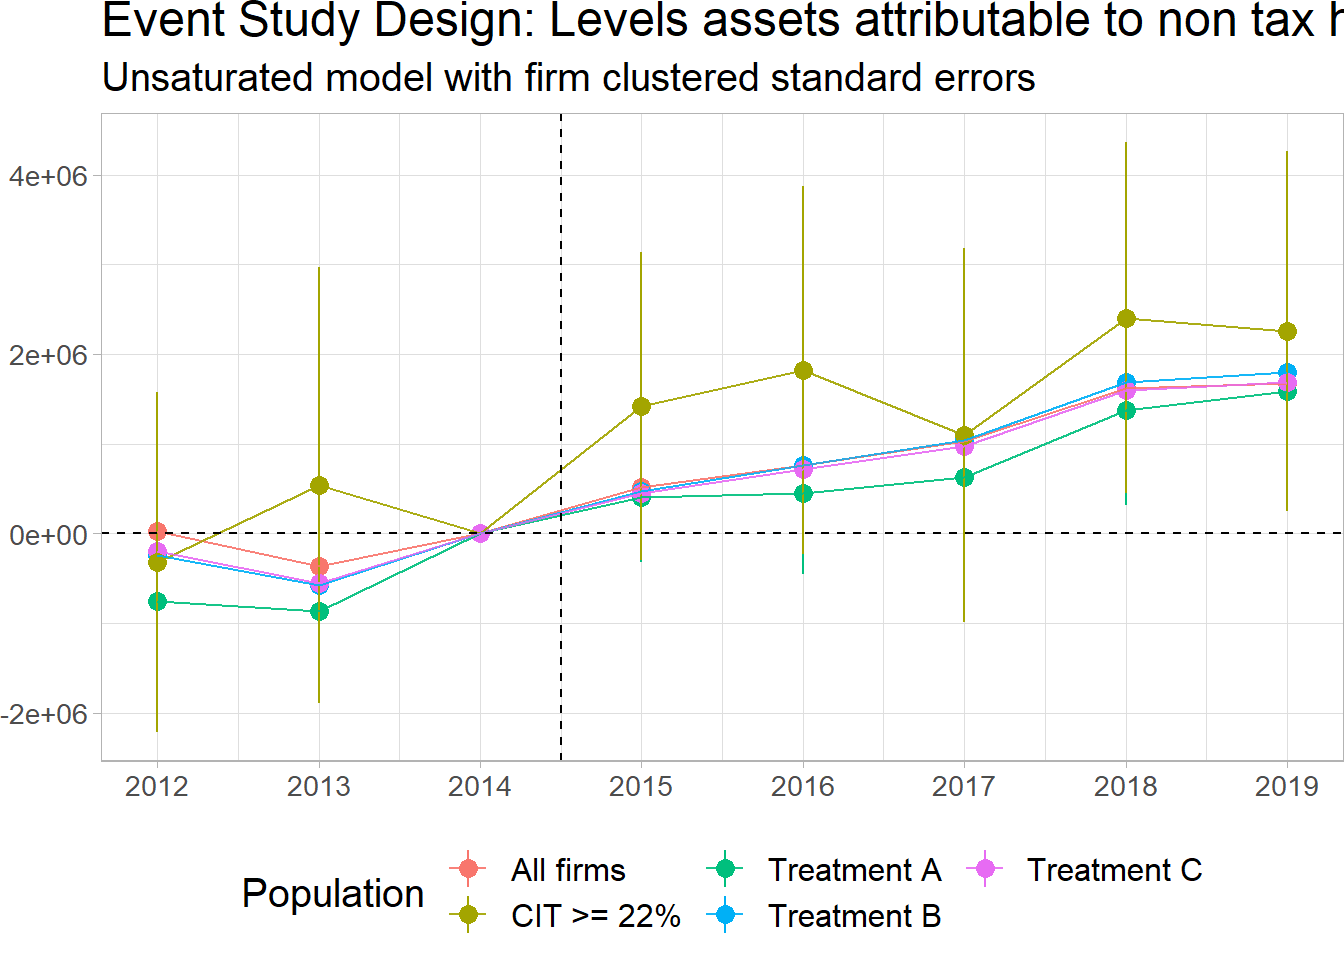 Event Study Design: Levels assets attributable to non tax h
Unsaturated model with firm clustered standard errors
4e+06
2e+06
0e+00
-2e+06
2012 2013 2014 2015 2016 2017 2018 2019
Population
All firms Treatment A Treatment C
CIT >= 22% Treatment B